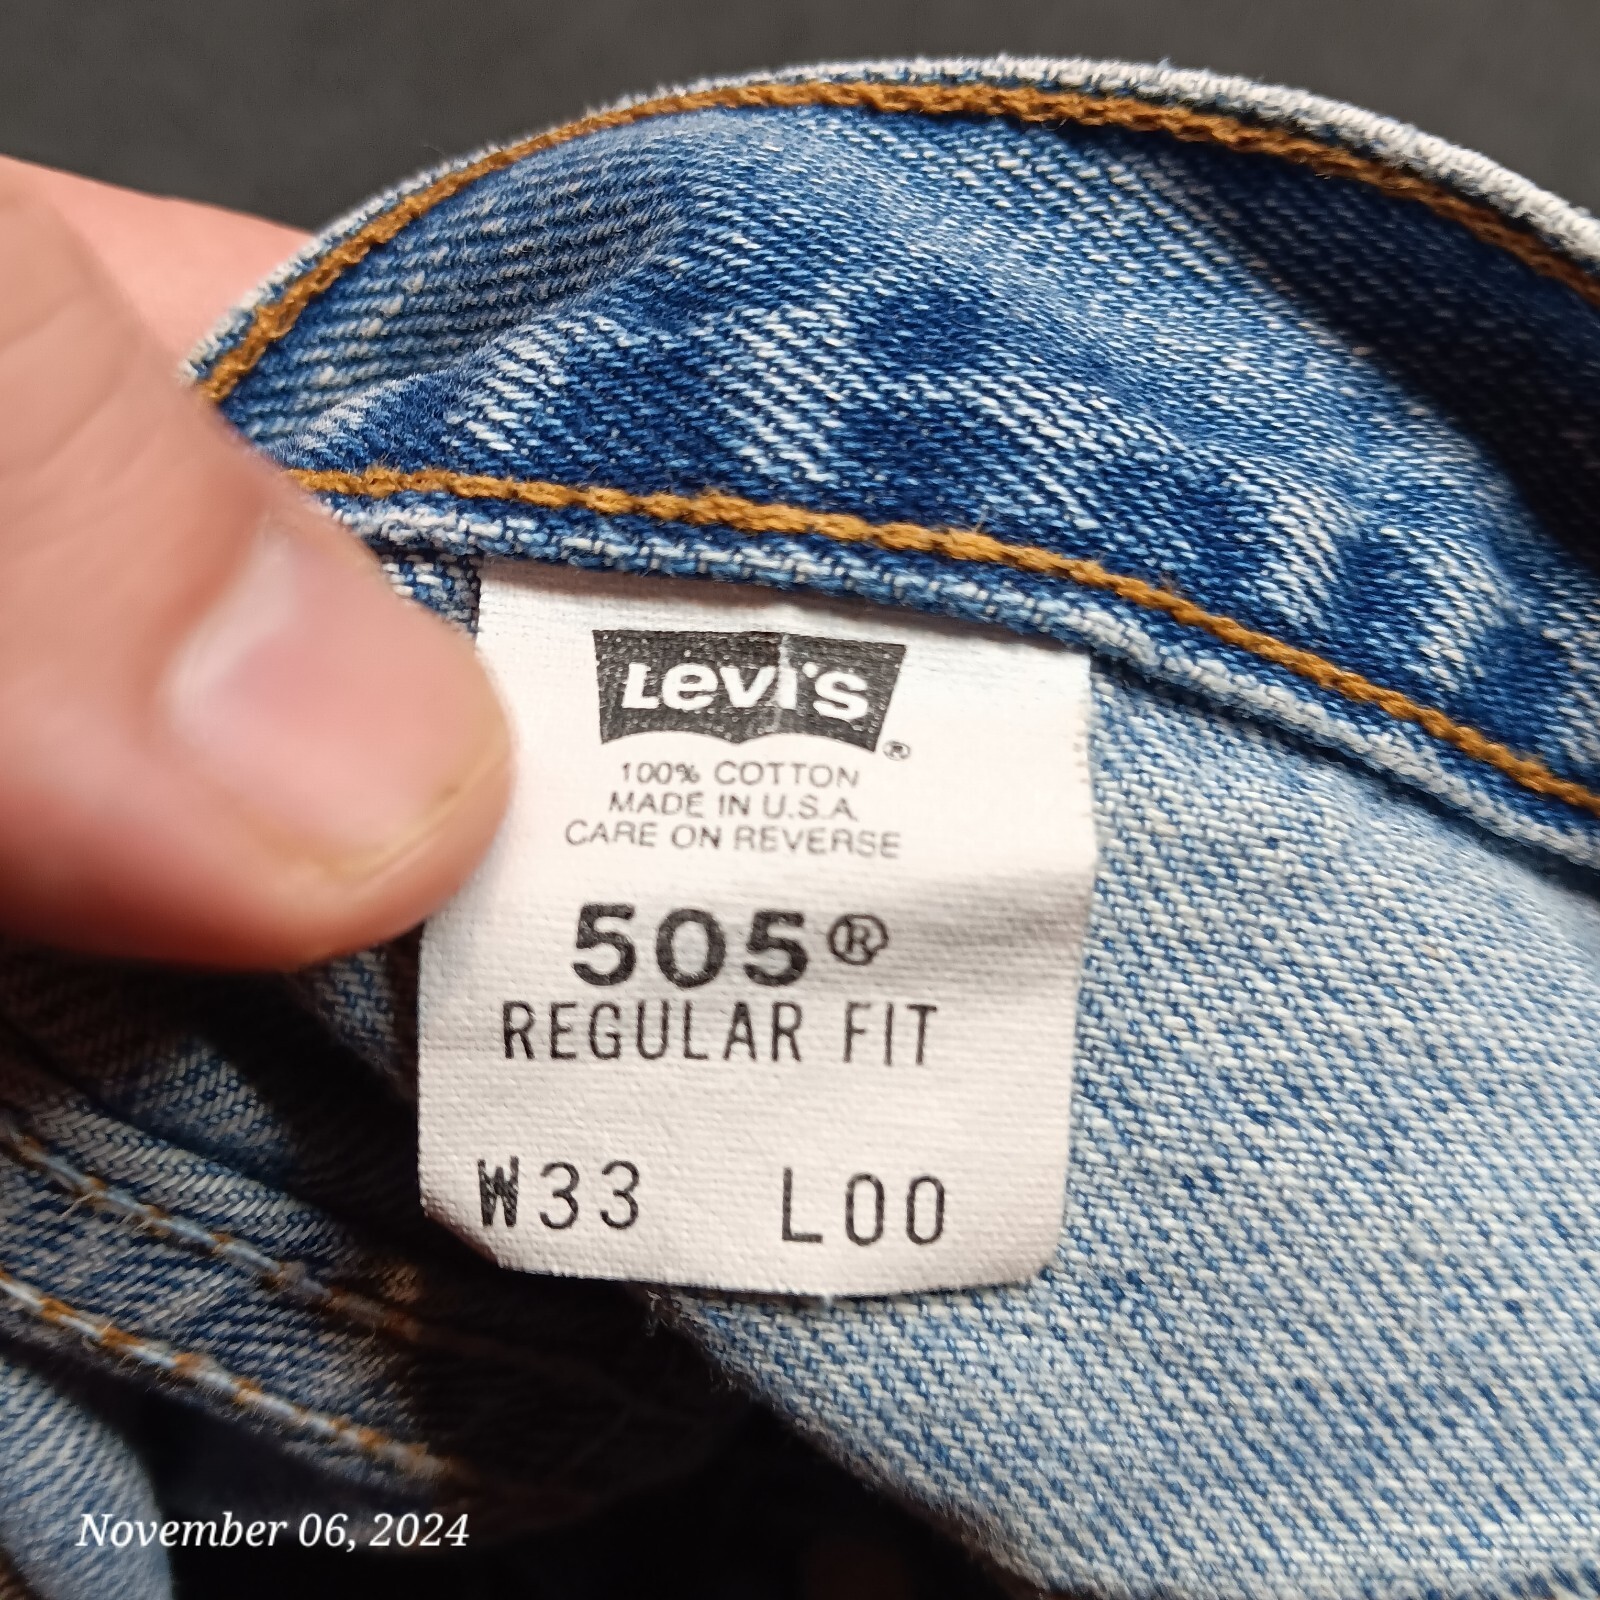 Levi's®
100% COTTON
MADE IN U.S.A.
CARE ON REVERSE
505®
REGULAR FIT
W33 L00
November 06, 2024